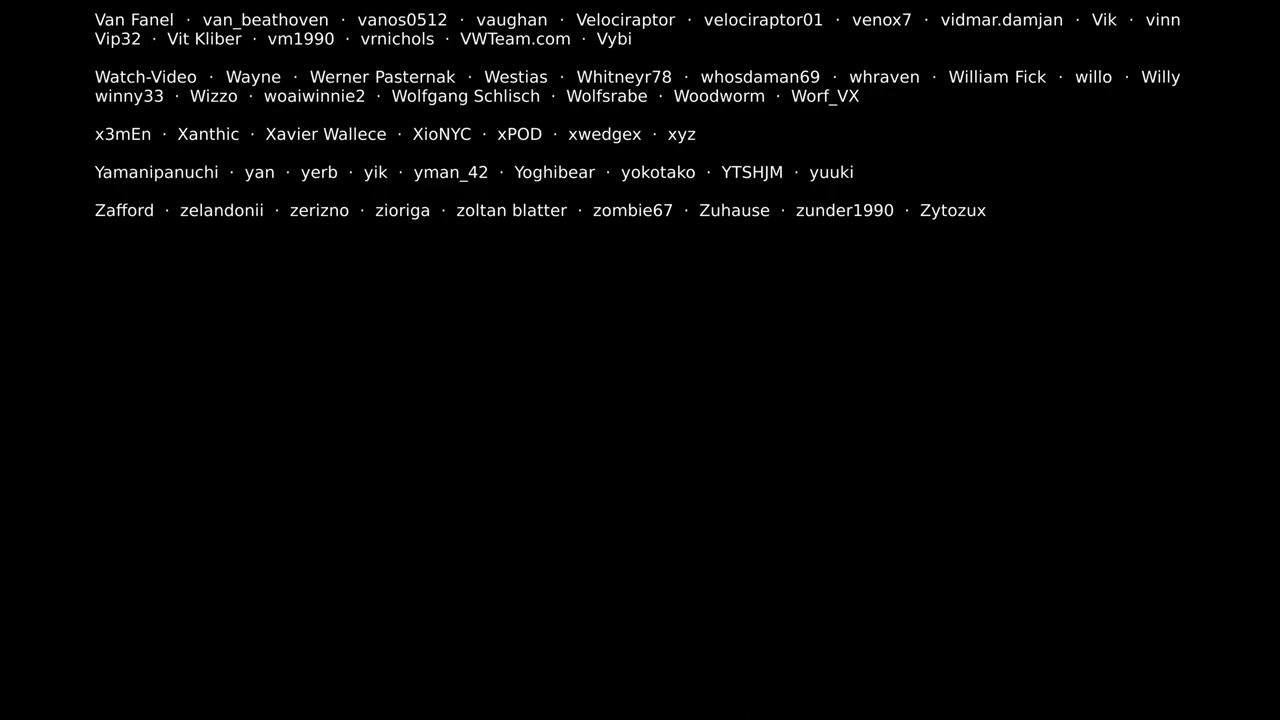 Van Fanel · van_beathoven · vanos0512 · vaughan · Velociraptor · velociraptor01 · venox7 · vidmar.damjan · Vik · vinn
Vip32 · Vit Kliber · vm1990 · vrnichols · VWTeam.com · Vybi
Watch-Video · Wayne · Werner Pasternak · Westias · Whitneyr78 · whosdaman69 · whraven · William Fick · willo · Willy
winny33 · Wizzo · woaiwinnie2 · Wolfgang Schlisch · Wolfsrabe · Woodworm · Worf_VX
x3mEn · Xanthic · Xavier Wallece · XioNYC · xPOD · xwedgex · xyz
Yamanipanuchi · yan · yerb · yik · yman_42 · Yoghibear · yokotako · YTSHJM · yuuki
Zafford · zelandonii · zerizno · zioriga · zoltan blatter · zombie67 · Zuhause · zunder1990 · Zytozux